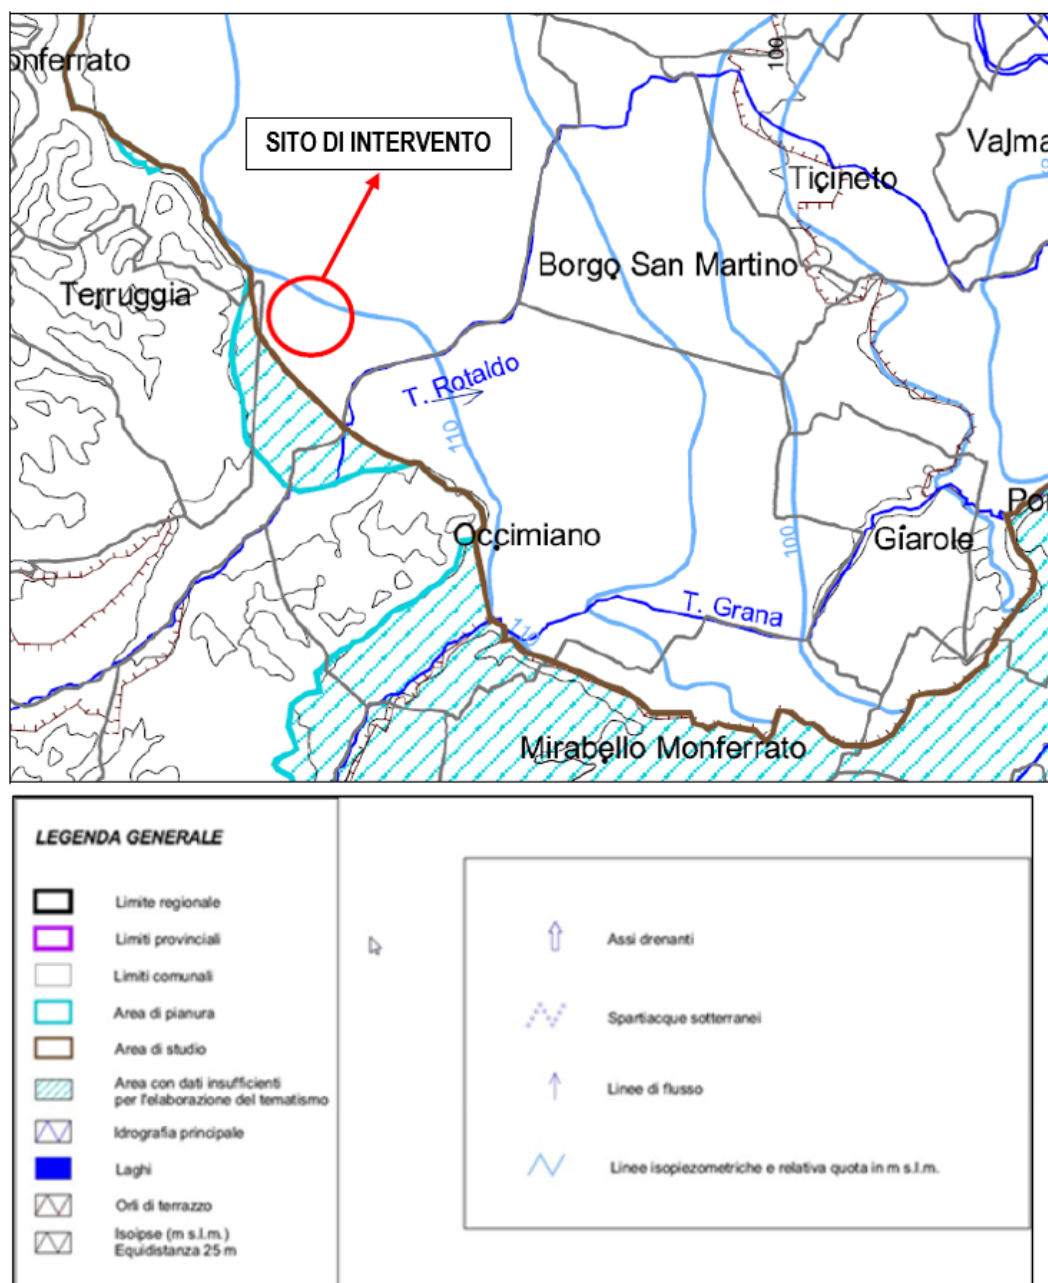 onferrato
100
SITO DI INTERVENTO
Valma
Ticineto
Borgo San Martino
Terruggia
T. Rotaldo
110
Occimiano
100
Giarole
Po
T. Grana
110
Mirabello Monferrato
LEGENDA GENERALE
Limite regionale
Limiti provinciali
Limiti comunali
Area di pianura
Area di studio
Area con dati insufficienti
per l'elaborazione del tematismo
Idrografia principale
Laghi
Orli di terrazzo
Isoipse (m s.l.m.)
Equidistanza 25 m
Assi drenanti
Spartiacque sotterranei
Linee di flusso
Linee isopiezometriche e relativa quota in m s.l.m.